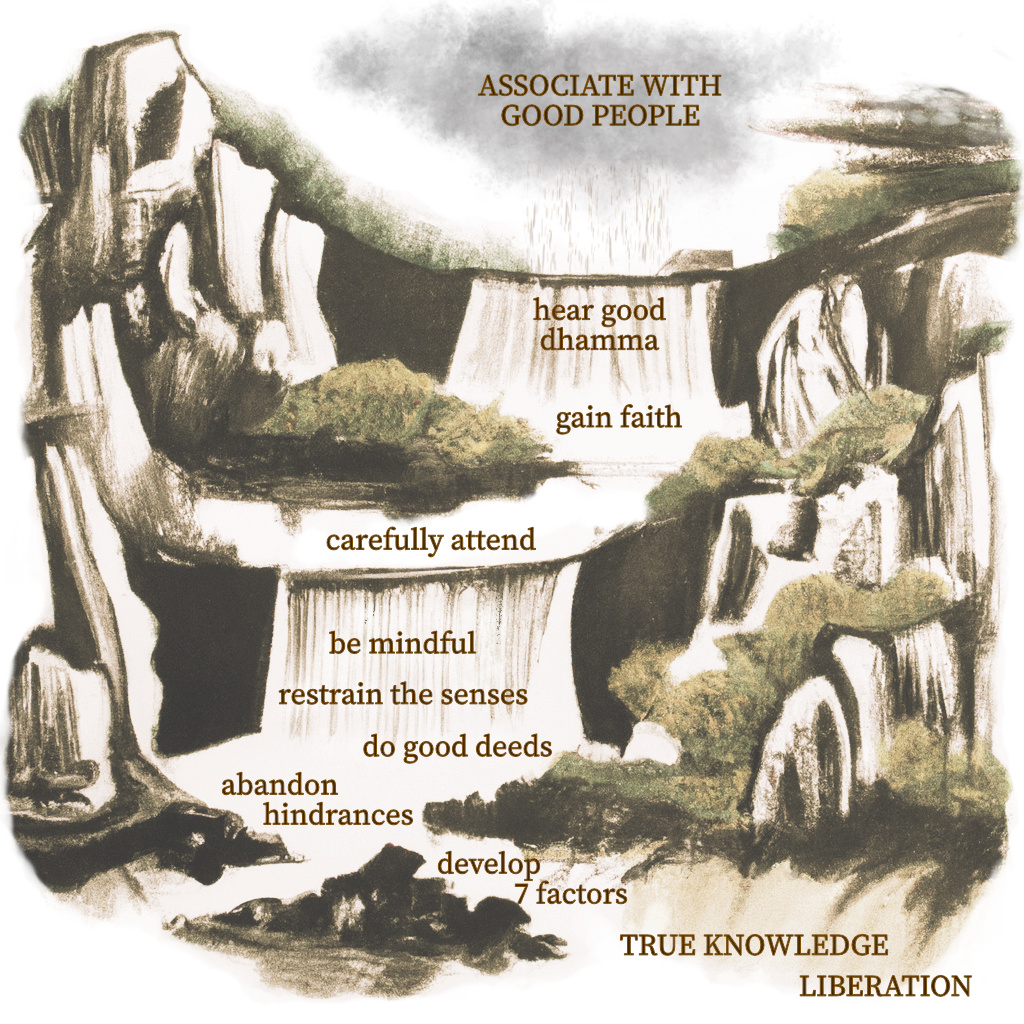 ASSOCIATE WITH
GOOD PEOPLE
hear good
dhamma
gain faith
carefully attend
be mindful
restrain the senses
do good deeds
abandon
hindrances
develop
7 factors
TRUE KNOWLEDGE
LIBERATION